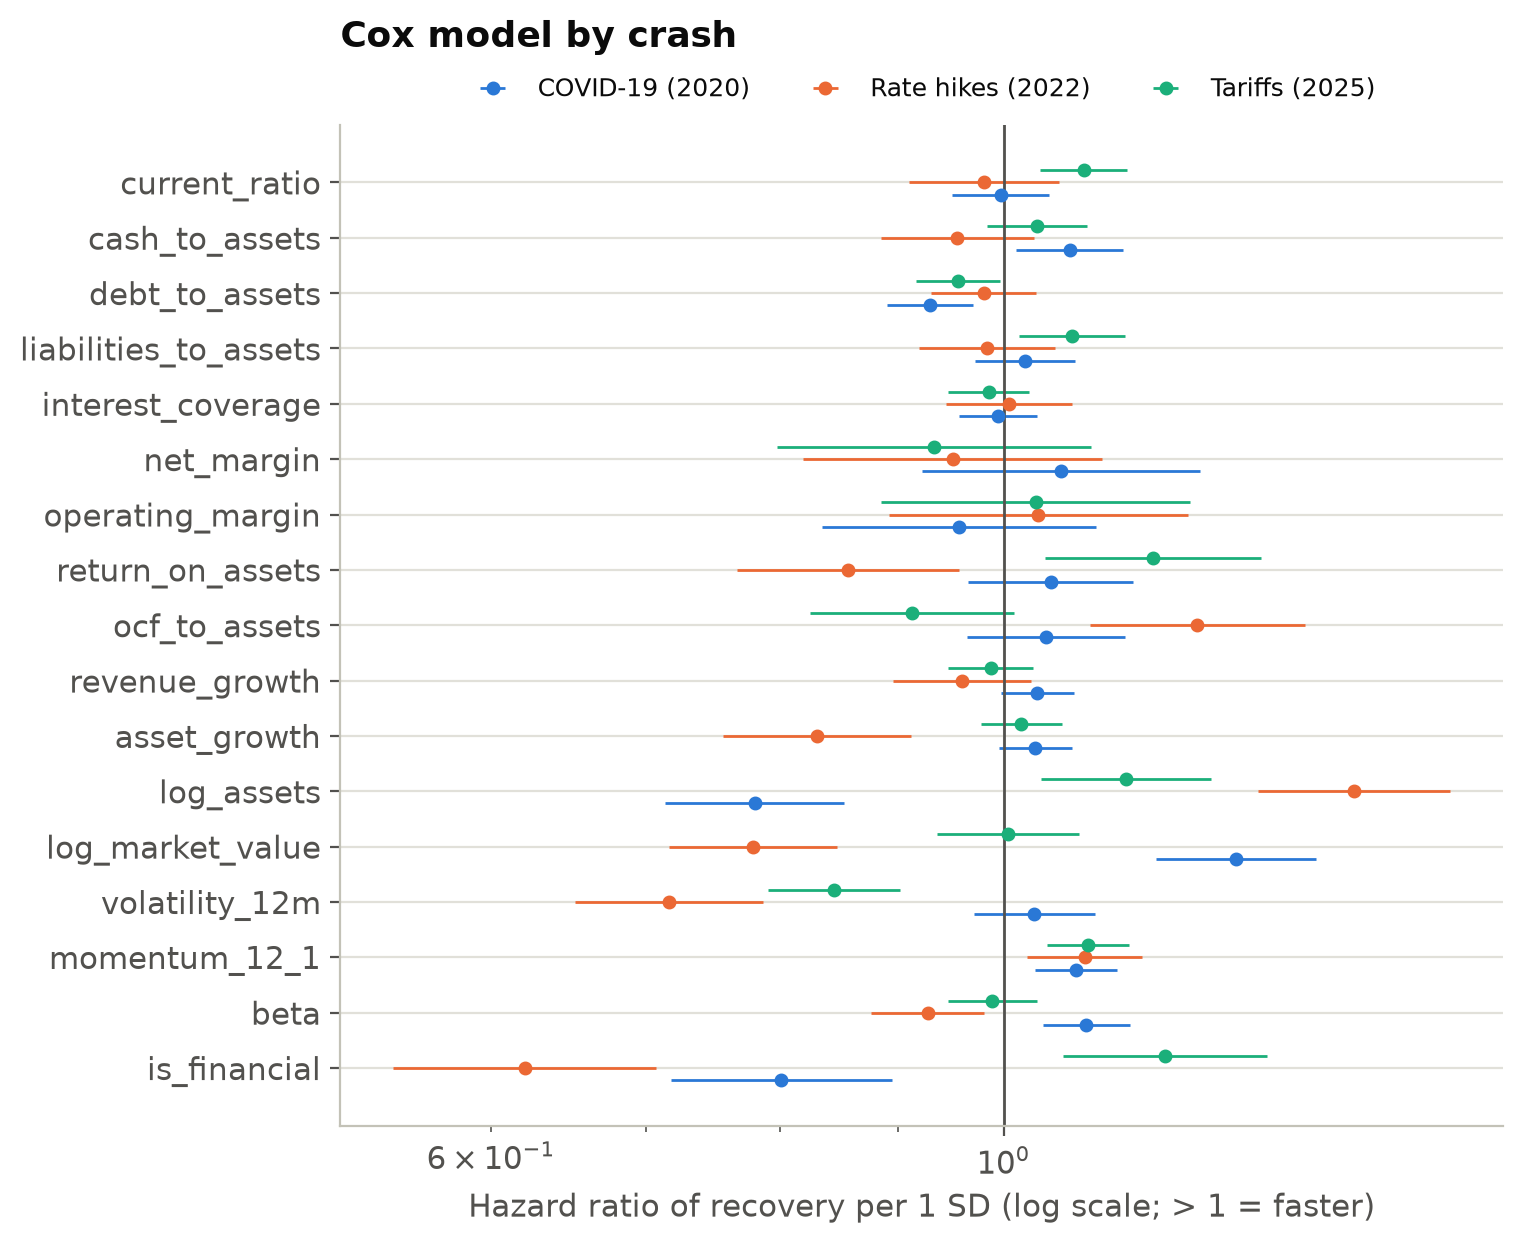 Cox model by crash
COVID-19 (2020) Rate hikes (2022) Tariffs (2025)
current_ratio
cash_to_assets
debt_to_assets
liabilities_to_assets
interest_coverage
net_margin
operating_margin
return_on_assets
ocf_to_assets
revenue_growth
asset_growth
log_assets
log_market_value
volatility_12m
momentum_12_1
beta
is_financial
6 × 10⁻¹ 10⁰
Hazard ratio of recovery per 1 SD (log scale; > 1 = faster)